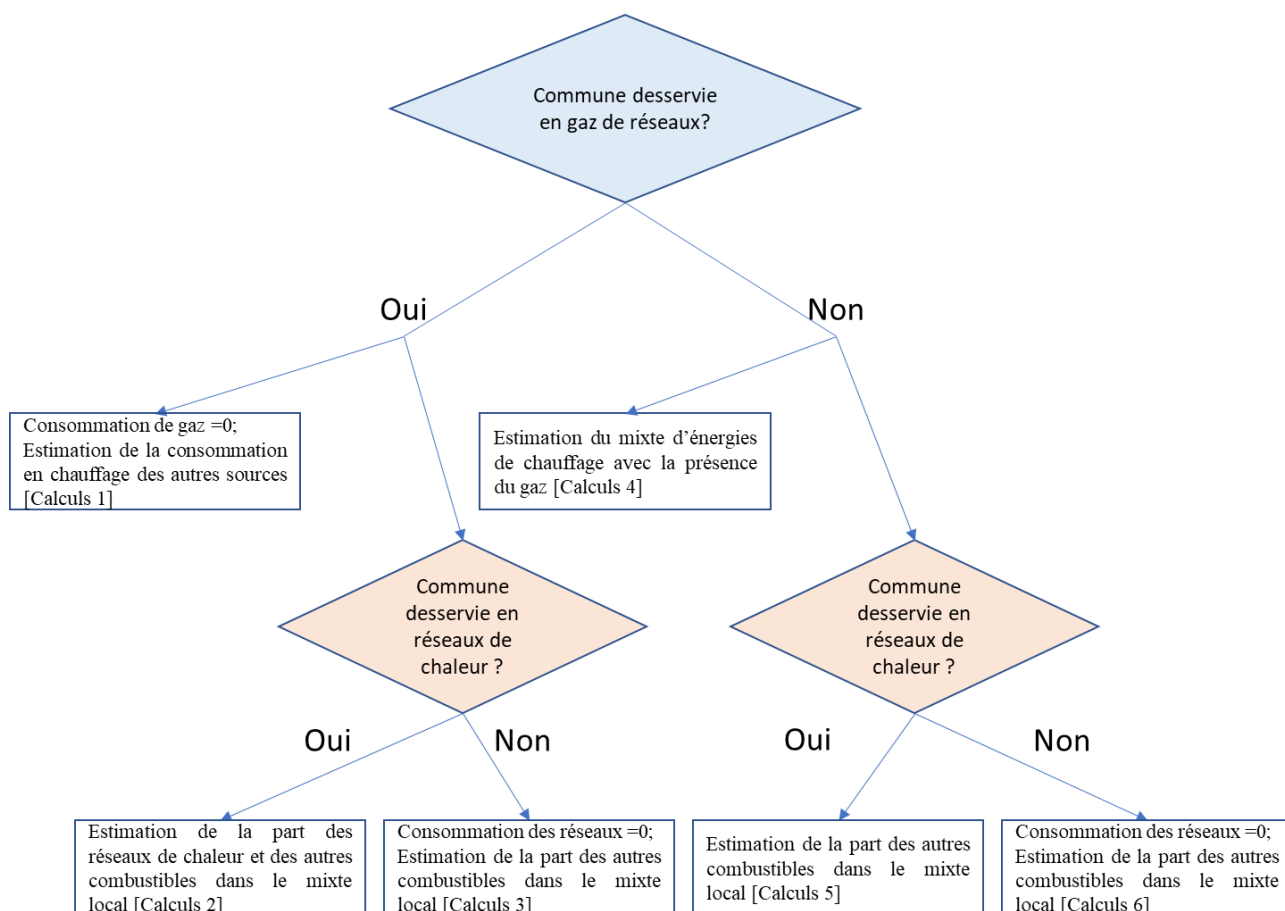 Commune desservie
en gaz de réseaux?
Oui
Non
Consommation de gaz =0;
Estimation de la consommation
en chauffage des autres sources
[Calculs 1]
Estimation du mixte d’énergies
de chauffage avec la présence
du gaz [Calculs 4]
Commune
desservie en
réseaux de
chaleur ?
Commune
desservie en
réseaux de
chaleur ?
Oui
Non
Oui
Non
Estimation de la part des
réseaux de chaleur et des autres
combustibles dans le mixte
local [Calculs 2]
Consommation des réseaux =0;
Estimation de la part des autres
combustibles dans le mixte
local [Calculs 3]
Estimation de la part des autres
combustibles dans le mixte
local [Calculs 5]
Consommation des réseaux =0;
Estimation de la part des autres
combustibles dans le mixte
local [Calculs 6]